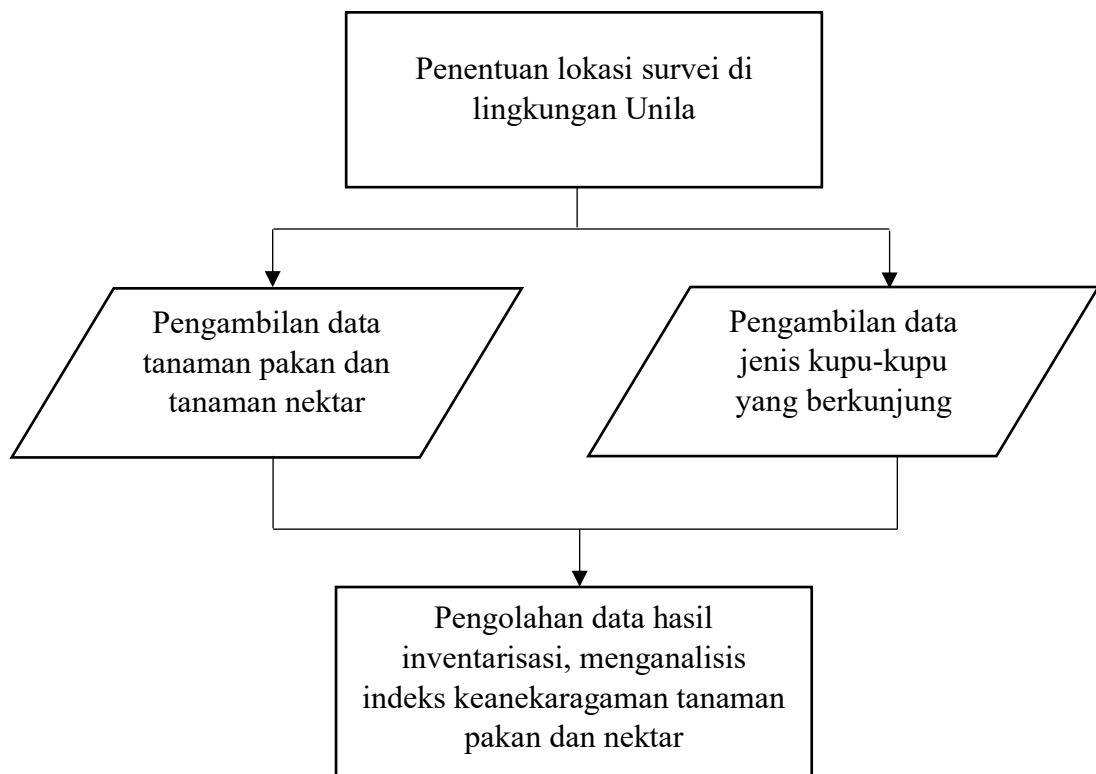 Penentuan lokasi survei di
lingkungan Unila
Pengambilan data
tanaman pakan dan
tanaman nektar
Pengambilan data
jenis kupu-kupu
yang berkunjung
Pengolahan data hasil
inventarisasi, menganalisis
indeks keanekaragaman tanaman
pakan dan nektar